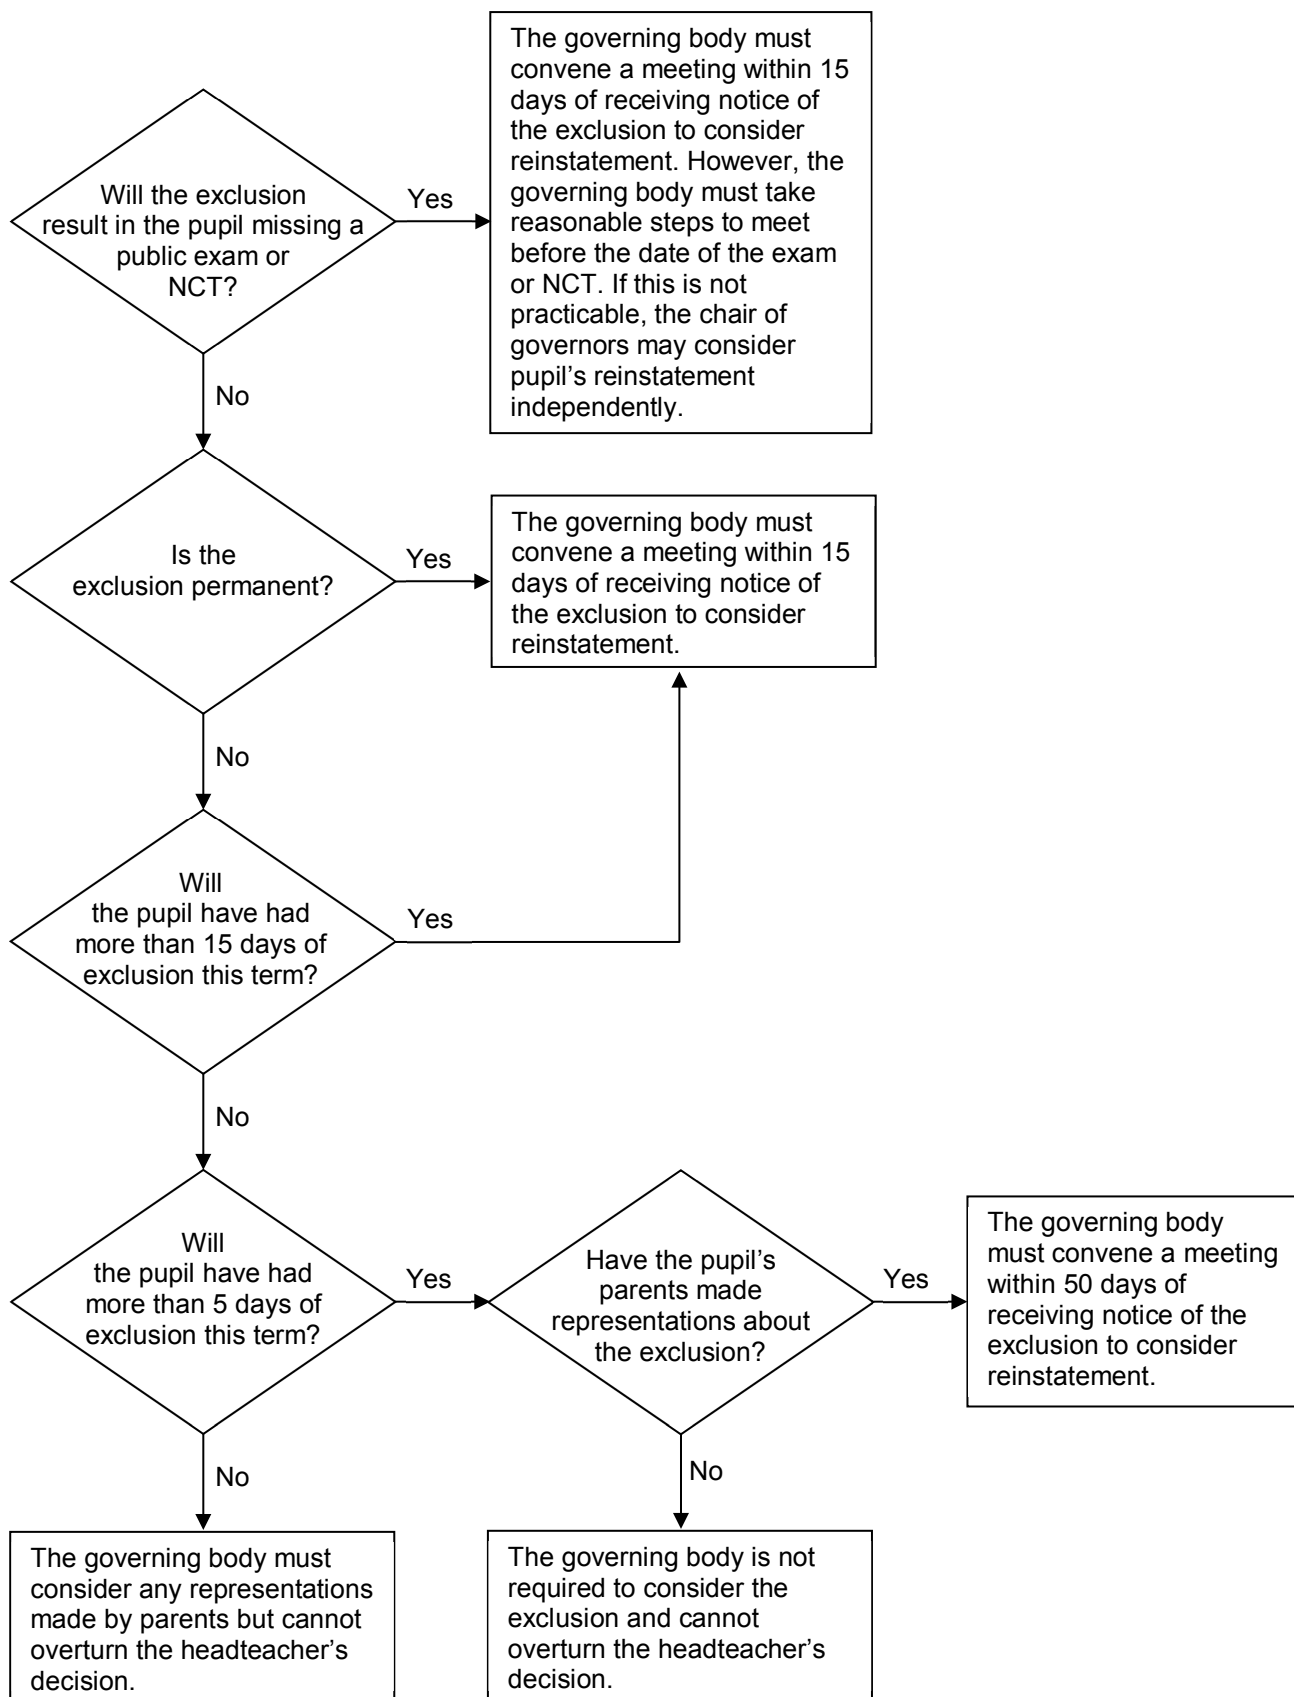 Will the exclusion
result in the pupil missing a
public exam or
NCT?
Yes
The governing body must
convene a meeting within 15
days of receiving notice of
the exclusion to consider
reinstatement. However, the
governing body must take
reasonable steps to meet
before the date of the exam
or NCT. If this is not
practicable, the chair of
governors may consider
pupil’s reinstatement
independently.
No
Is the
exclusion permanent?
Yes
The governing body must
convene a meeting within 15
days of receiving notice of
the exclusion to consider
reinstatement.
No
Will
the pupil have had
more than 15 days of
exclusion this term?
Yes
No
Will
the pupil have had
more than 5 days of
exclusion this term?
Yes
Have the pupil’s
parents made
representations about
the exclusion?
Yes
The governing body
must convene a meeting
within 50 days of
receiving notice of the
exclusion to consider
reinstatement.
No
The governing body must
consider any representations
made by parents but cannot
overturn the headteacher’s
decision.
No
The governing body is not
required to consider the
exclusion and cannot
overturn the headteacher’s
decision.